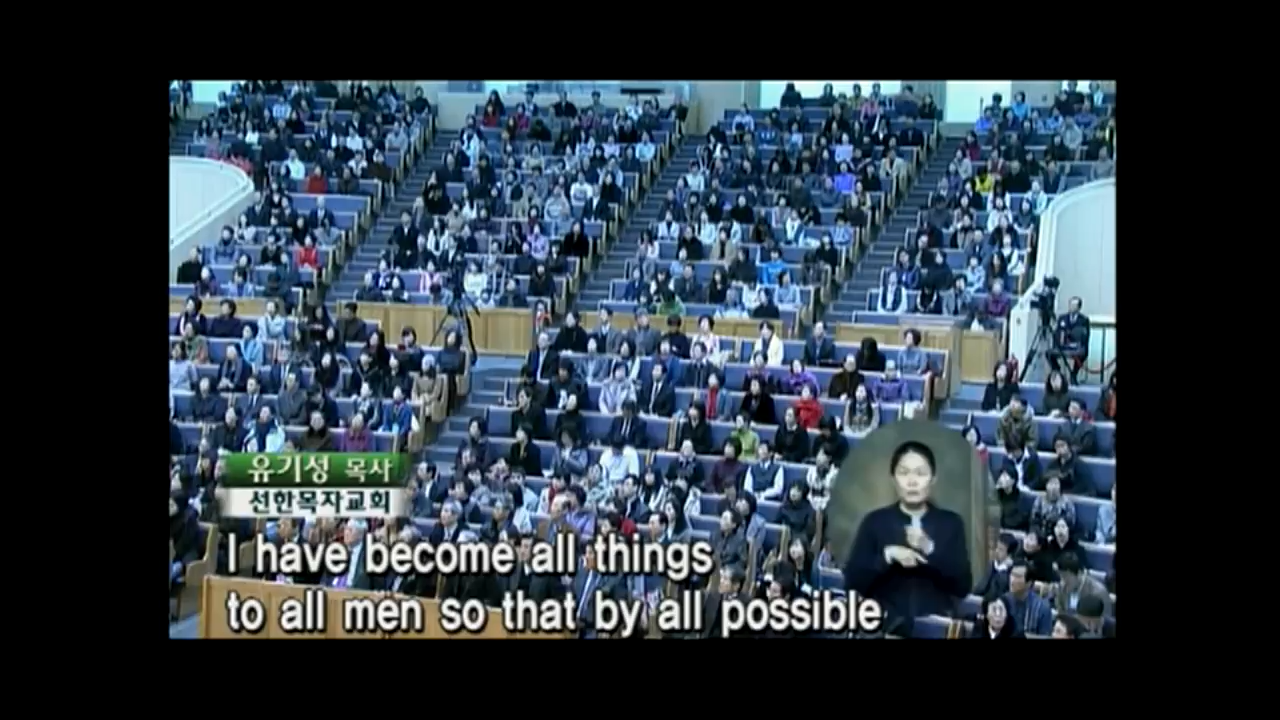 유기성 목사
선한목자교회
I have become all things
to all men so that by all possible